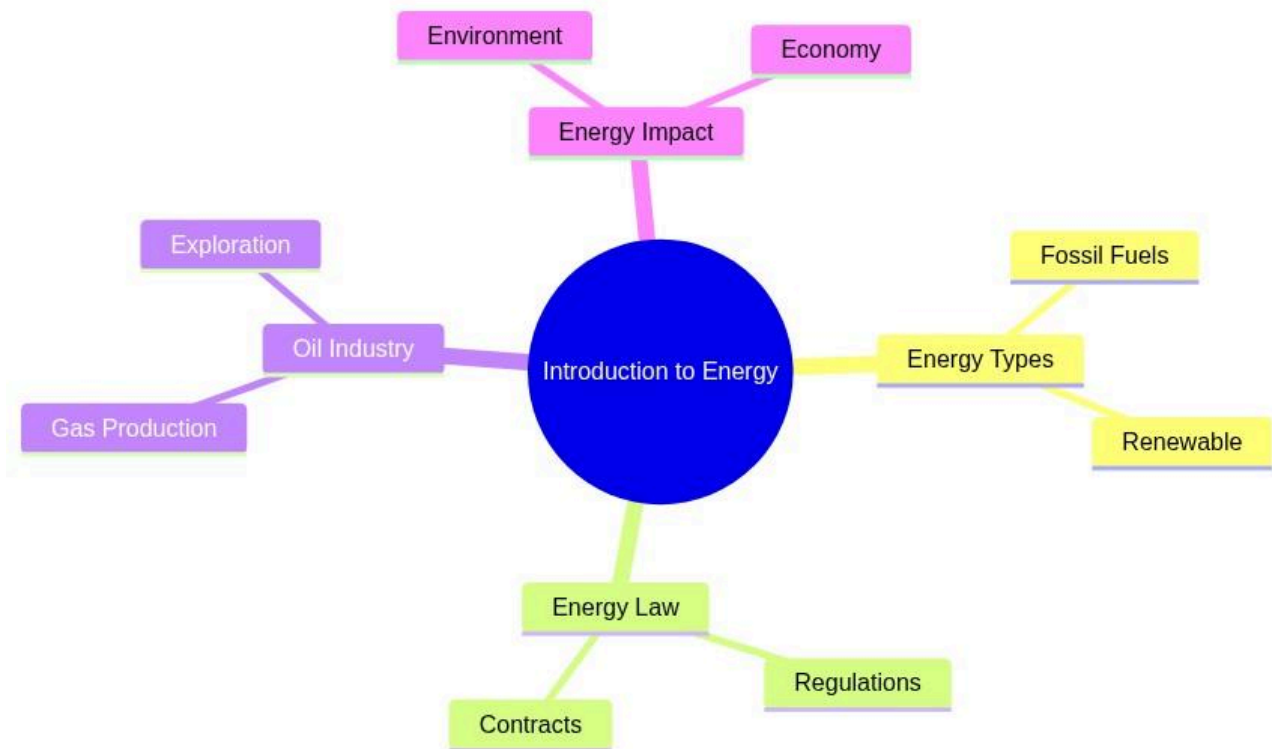 Environment
Economy
Energy Impact
Exploration
Fossil Fuels
Oil Industry
Introduction to Energy
Energy Types
Gas Production
Renewable
Energy Law
Regulations
Contracts